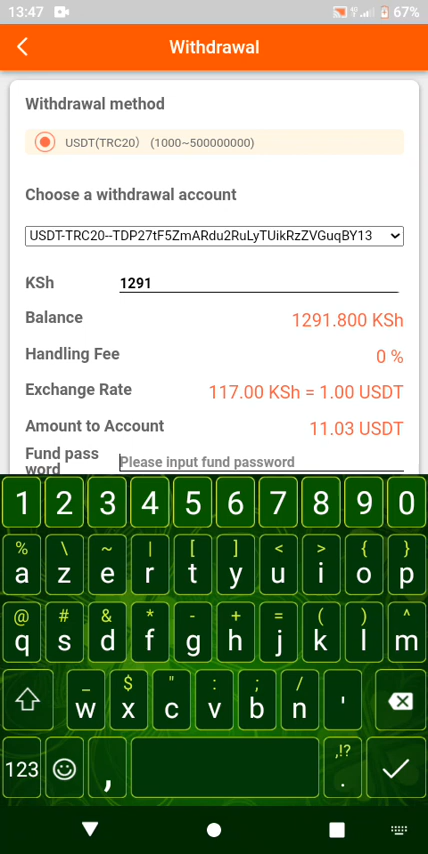 13:47 67%
Withdrawal
Withdrawal method
USDT(TRC20) (1000~500000000)
Choose a withdrawal account
USDT-TRC20--TDP27tF5ZmARdu2RuLyTUikRzZVGuqBY13
KSh 1291
Balance 1291.800 KSh
Handling Fee 0 %
Exchange Rate 117.00 KSh = 1.00 USDT
Amount to Account 11.03 USDT
Fund pass
word Please input fund password
1 2 3 4 5 6 7 8 9 0
% \ ~ | [ ] < > { }
a z e r t y u i o p
@ # & * - + = ( ) ^
q s d f g h j k l m
_ $ " : ; /
w x c v b n '
123 , ,!? .